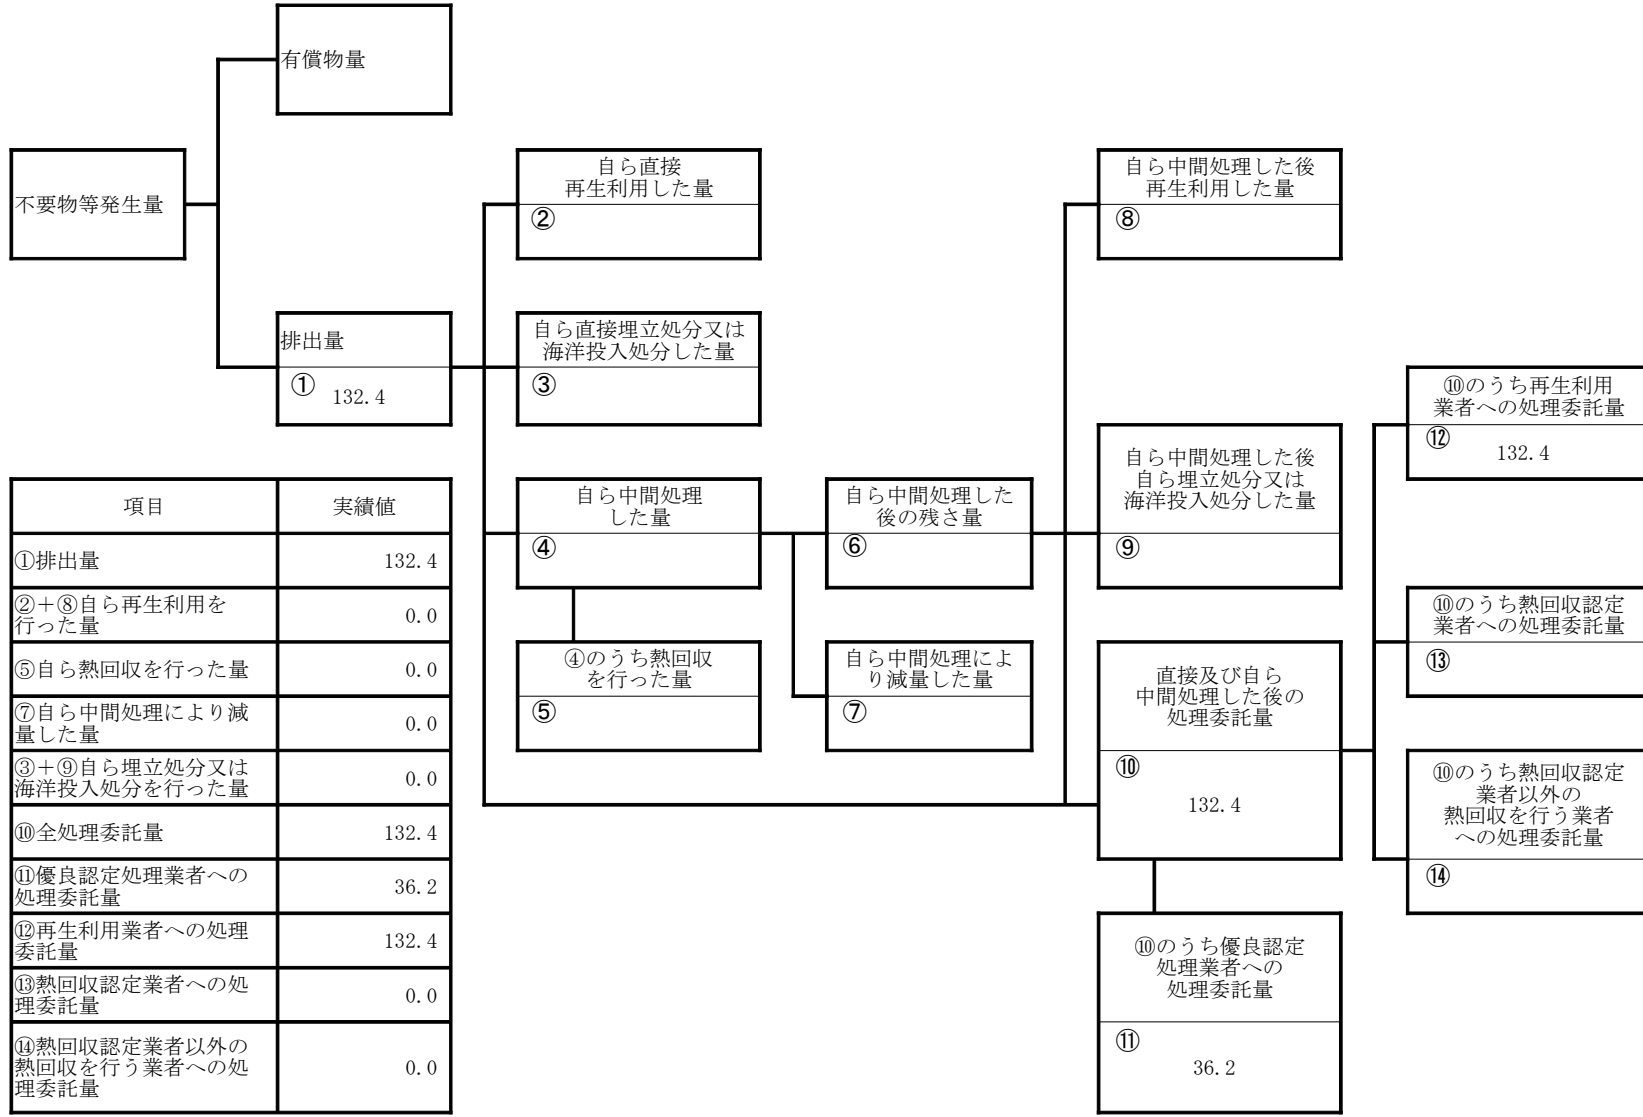 有償物量
不要物等発生量
自ら直接
再生利用した量
②
自ら中間処理した後
再生利用した量
⑧
排出量
① 132.4
自ら直接埋立処分又は
海洋投入処分した量
③
⑩のうち再生利用
業者への処理委託量
⑫ 132.4
自ら中間処理した後
自ら埋立処分又は
海洋投入処分した量
⑨
自ら中間処理
した量
④
自ら中間処理した
後の残さ量
⑥
⑩のうち熱回収認定
業者への処理委託量
⑬
④のうち熱回収
を行った量
⑤
自ら中間処理によ
り減量した量
⑦
直接及び自ら
中間処理した後の
処理委託量
⑩
132.4
⑩のうち熱回収認定
業者以外の
熱回収を行う業者
への処理委託量
⑭
⑩のうち優良認定
処理業者への
処理委託量
⑪
36.2
項目 実績値
①排出量 132.4
②＋⑧自ら再生利用を
行った量 0.0
⑤自ら熱回収を行った量 0.0
⑦自ら中間処理により減
量した量 0.0
③＋⑨自ら埋立処分又は
海洋投入処分を行った量 0.0
⑩全処理委託量 132.4
⑪優良認定処理業者への
処理委託量 36.2
⑫再生利用業者への処理
委託量 132.4
⑬熱回収認定業者への処
理委託量 0.0
⑭熱回収認定業者以外の
熱回収を行う業者への処
理委託量 0.0